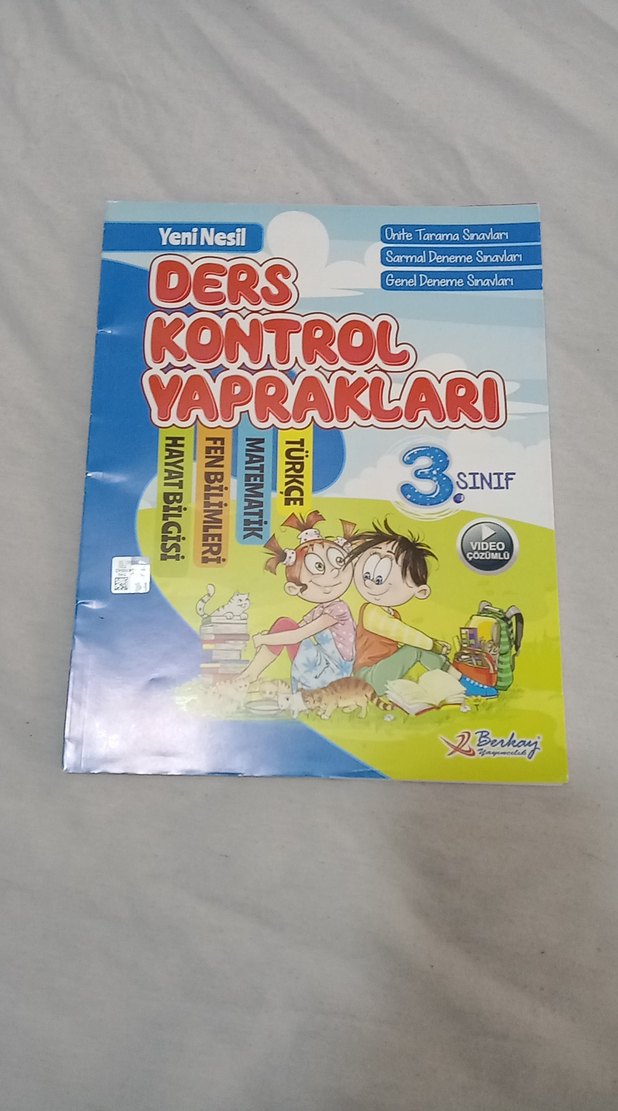 Yeni Nesil
Ünite Tarama Sınavları
Sarmal Deneme Sınavları
Genel Deneme Sınavları
DERS
KONTROL
YAPRAKLARI
TÜRKÇE
MATEMATİK
FEN BİLİMLERİ
HAYAT BİLGİSİ
3.SINIF
VIDEO
ÇÖZÜMLÜ
Berkay
Yayıncılık